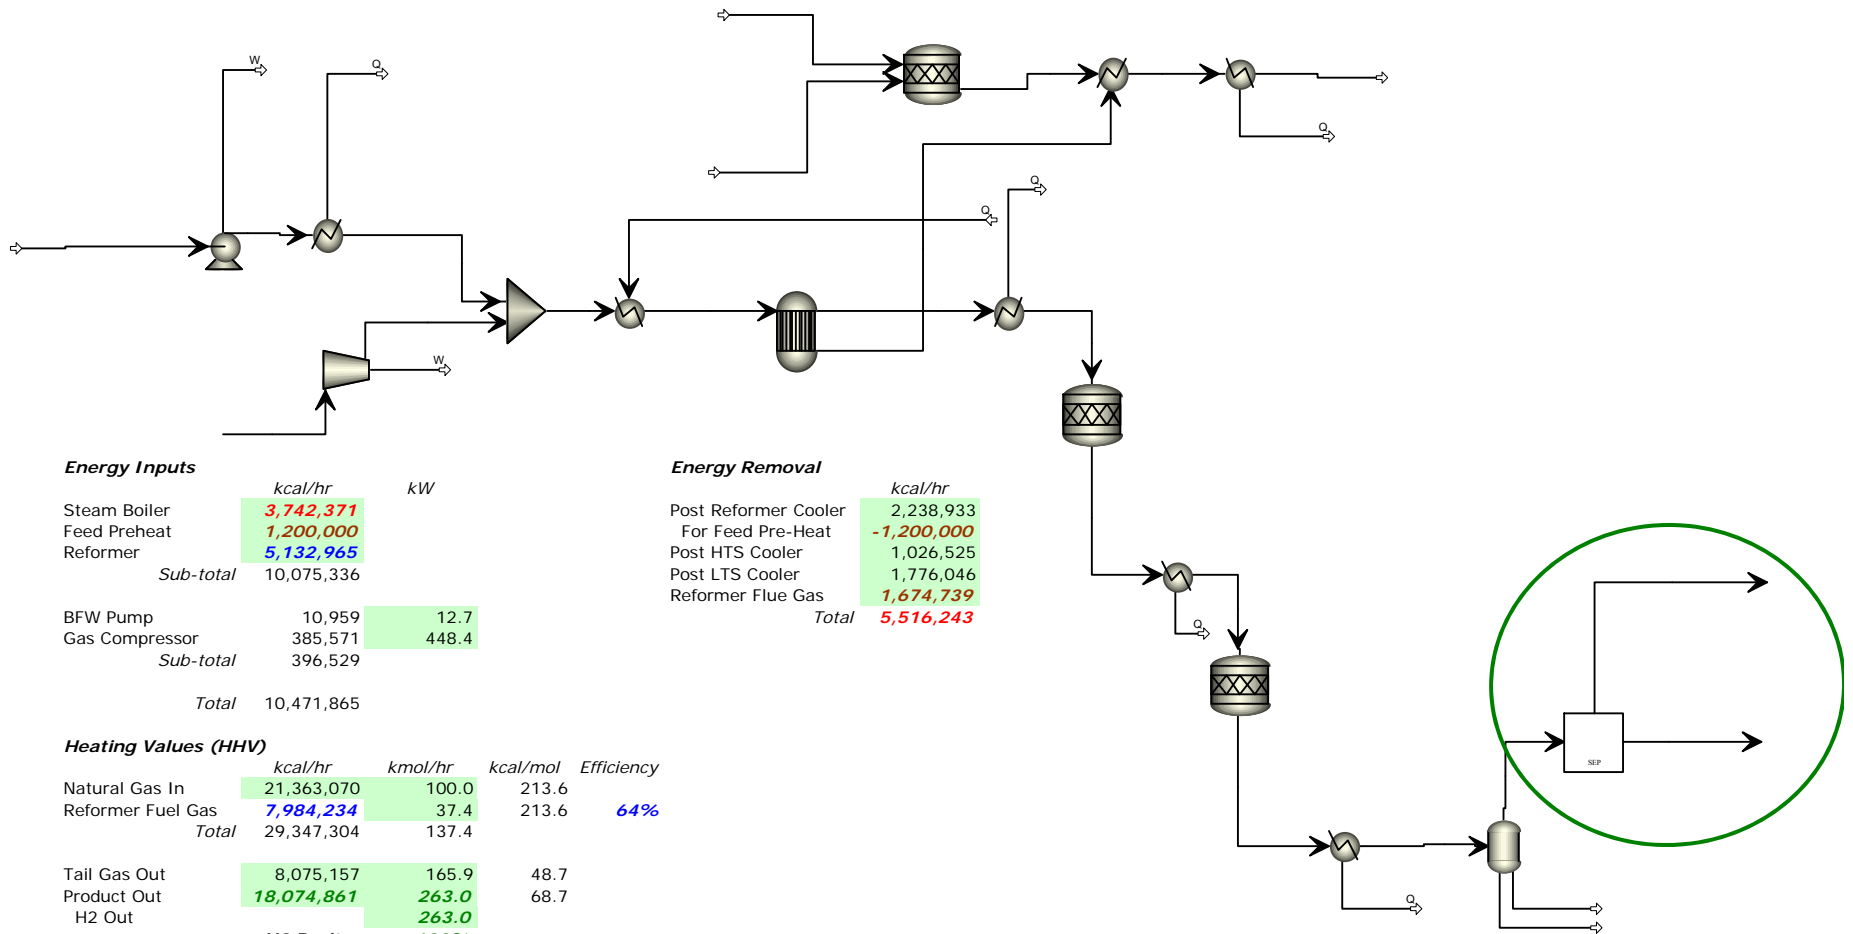 W
Q
Q
Q
Q
W
Energy Inputs
kcal/hr kW
Steam Boiler 3,742,371
Feed Preheat 1,200,000
Reformer 5,132,965
Sub-total 10,075,336
BFW Pump 10,959 12.7
Gas Compressor 385,571 448.4
Sub-total 396,529
Total 10,471,865
Energy Removal
kcal/hr
Post Reformer Cooler 2,238,933
For Feed Pre-Heat -1,200,000
Post HTS Cooler 1,026,525
Post LTS Cooler 1,776,046
Reformer Flue Gas 1,674,739
Total 5,516,243
Q
SEP
Q
Heating Values (HHV)
kcal/hr kmol/hr kcal/mol Efficiency
Natural Gas In 21,363,070 100.0 213.6
Reformer Fuel Gas 7,984,234 37.4 213.6 64%
Total 29,347,304 137.4
Tail Gas Out 8,075,157 165.9 48.7
Product Out 18,074,861 263.0 68.7
H2 Out 263.0